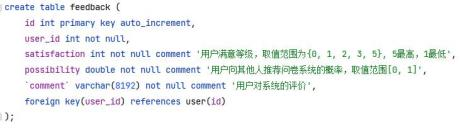 create table feedback (
id int primary key auto_increment,
user_id int not null,
satisfaction int not null comment '用户满意等级，取值范围为{0, 1, 2, 3, 5}, 5最高，1最低',
possibility double not null comment '用户向其他人推荐问卷系统的概率，取值范围[0, 1]',
`comment` varchar(8192) not null comment '用户对系统的评价',
foreign key(user_id) references user(id)
);